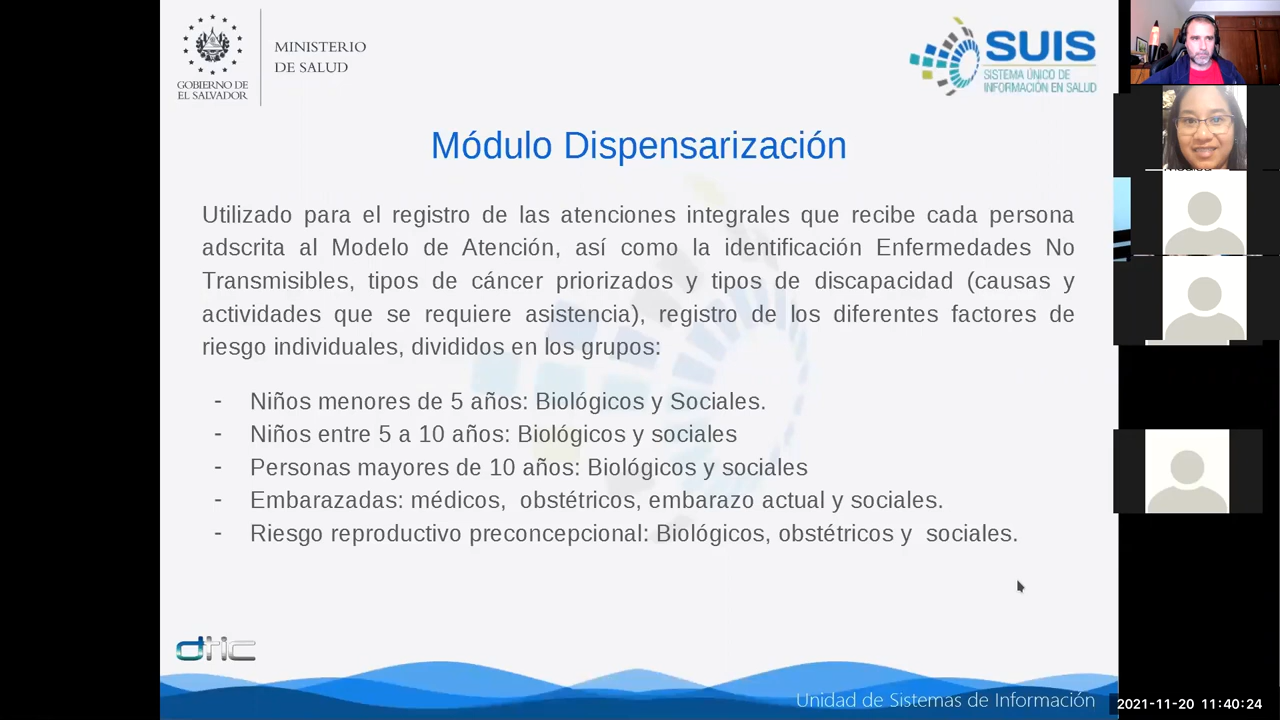 MINISTERIO
DE SALUD
GOBIERNO DE
EL SALVADOR
SUIS
SISTEMA ÚNICO DE
INFORMACIÓN EN SALUD
Módulo Dispensarización
Utilizado para el registro de las atenciones integrales que recibe cada persona
adscrita al Modelo de Atención, así como la identificación Enfermedades No
Transmisibles, tipos de cáncer priorizados y tipos de discapacidad (causas y
actividades que se requiere asistencia), registro de los diferentes factores de
riesgo individuales, divididos en los grupos:
- Niños menores de 5 años: Biológicos y Sociales.
- Niños entre 5 a 10 años: Biológicos y sociales
- Personas mayores de 10 años: Biológicos y sociales
- Embarazadas: médicos, obstétricos, embarazo actual y sociales.
- Riesgo reproductivo preconcepcional: Biológicos, obstétricos y sociales.
dtic
Unidad de Sistemas de Información
2021-11-20 11:40:24